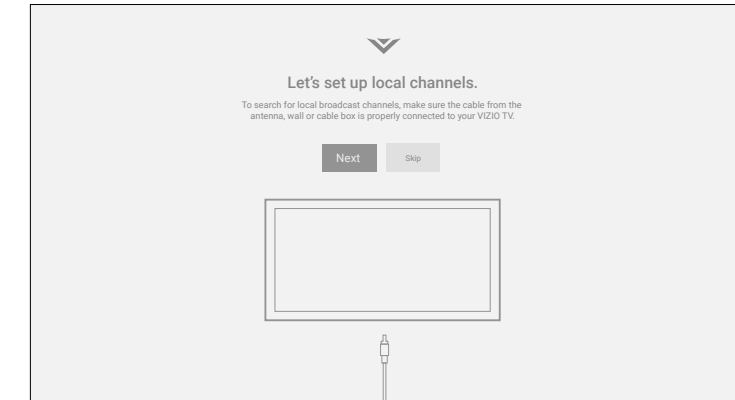 Let's set up local channels.
To search for local broadcast channels, make sure the cable from the
antenna, wall or cable box is properly connected to your VIZIO TV.
Next
Skip